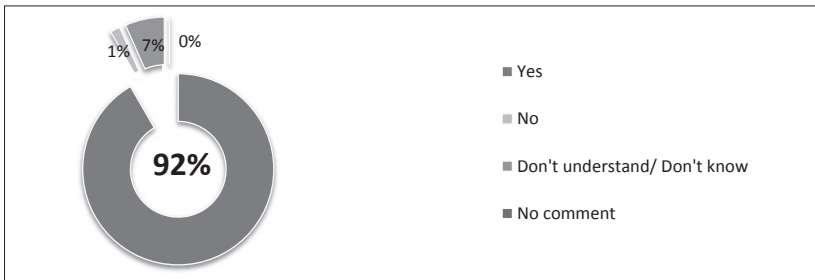 1%
7%
0%
92%
Yes
No
Don't understand/ Don't know
No comment